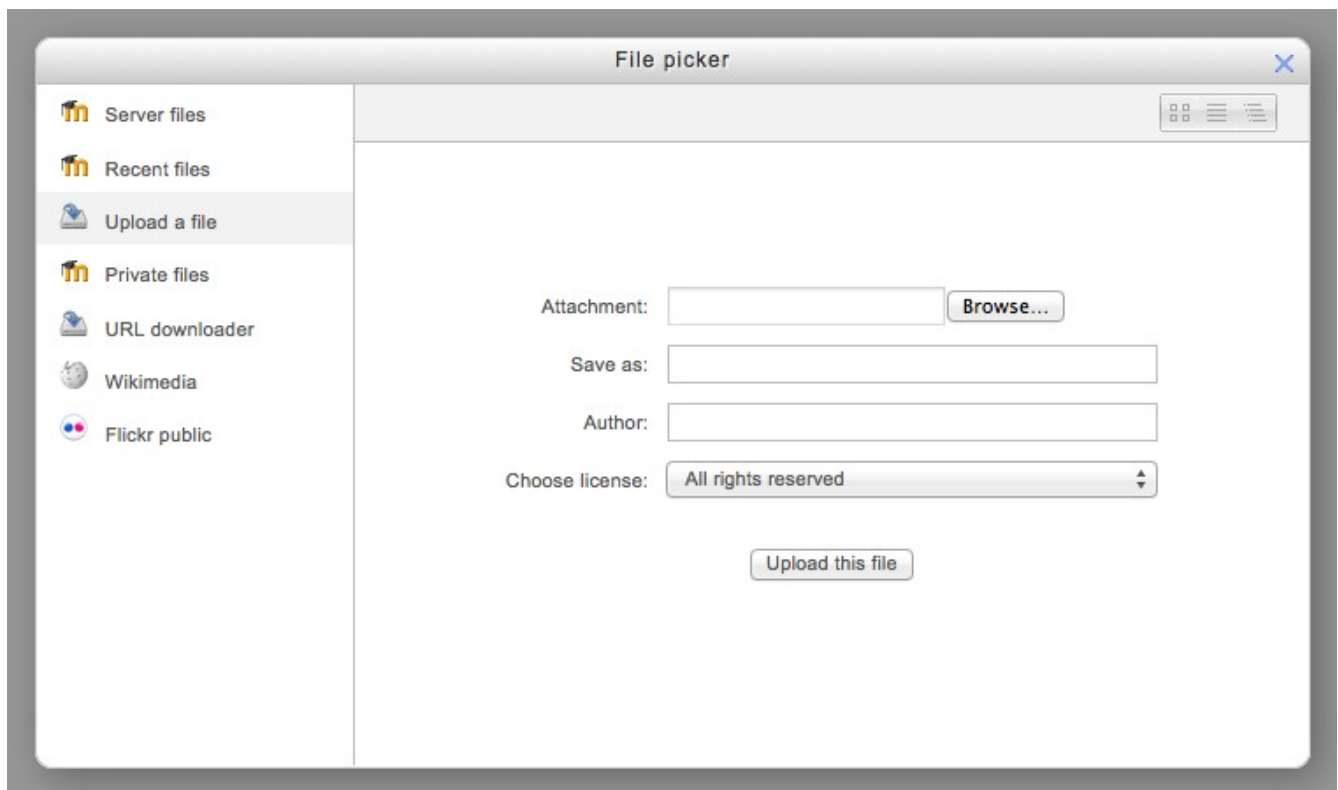 File picker
Server files
Recent files
Upload a file
Private files
URL downloader
Wikimedia
Flickr public
Attachment:
Browse...
Save as:
Author:
Choose license:
All rights reserved
Upload this file